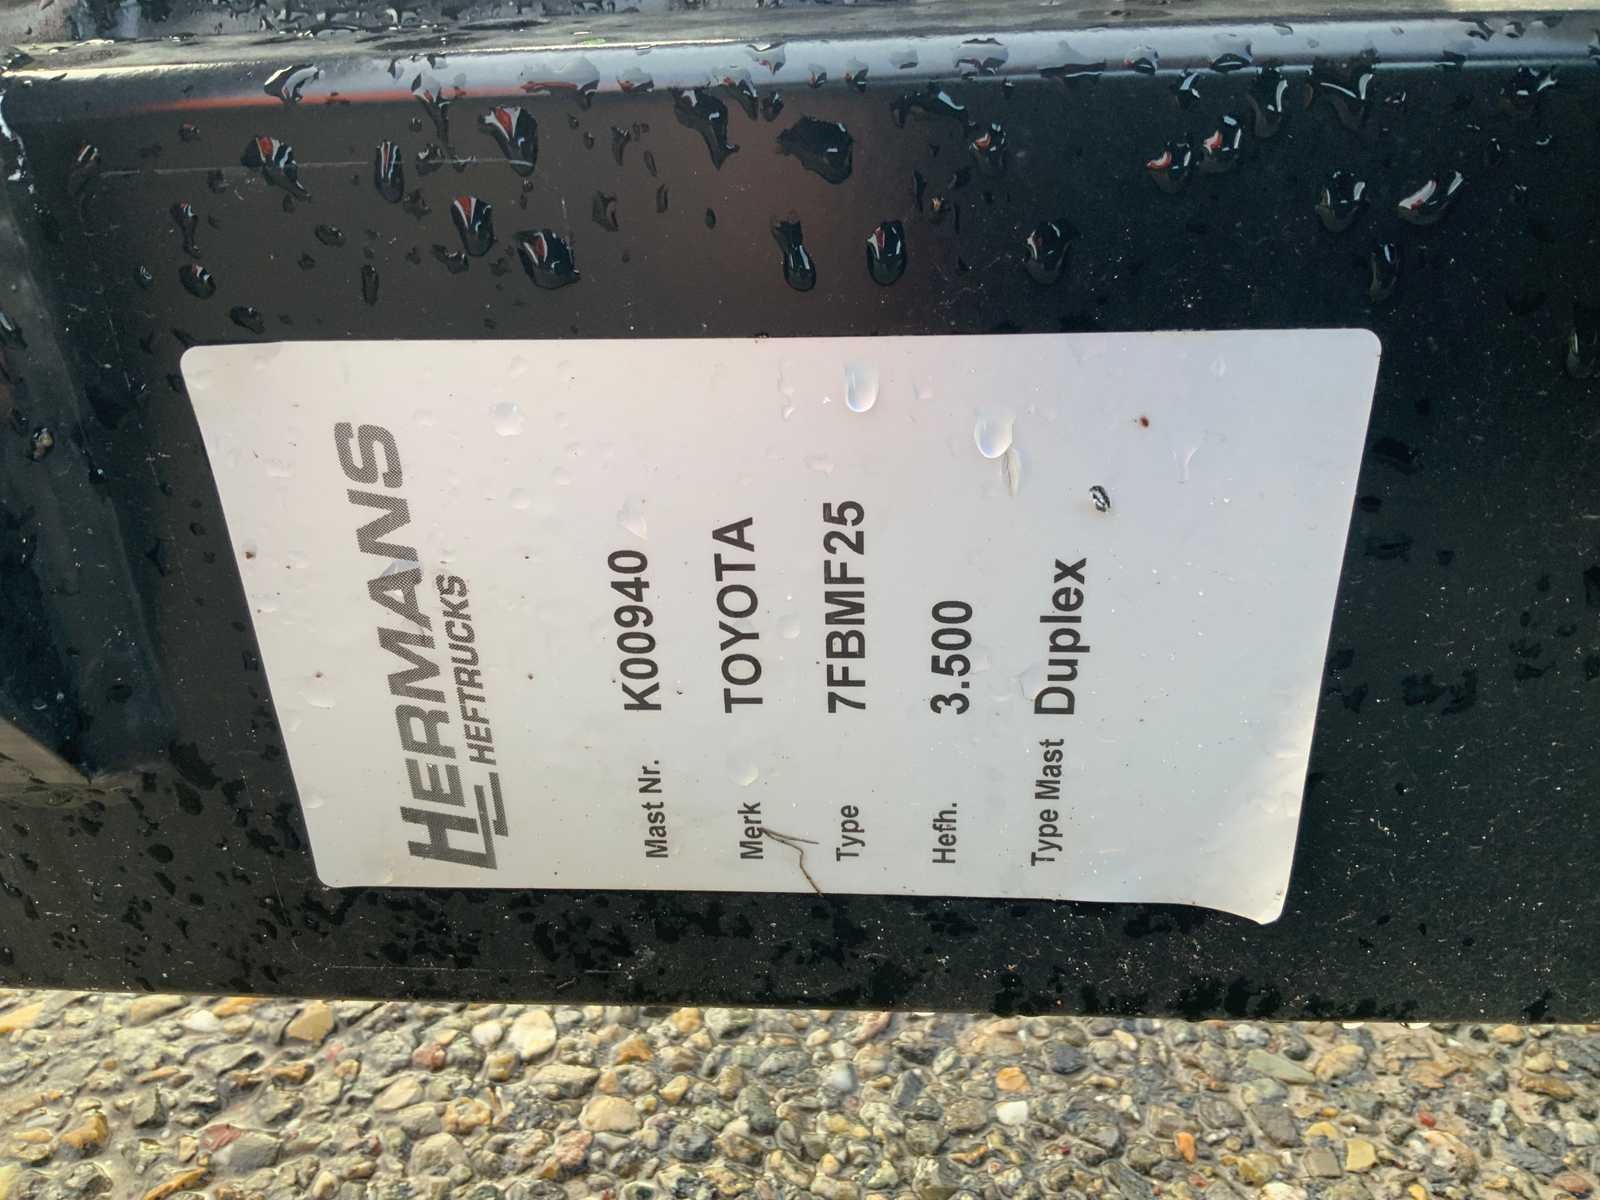 HERMANS
HEFTRUCKS
Mast Nr. K00940
Merk TOYOTA
Type 7FBMF25
Hefh. 3.500
Type Mast Duplex